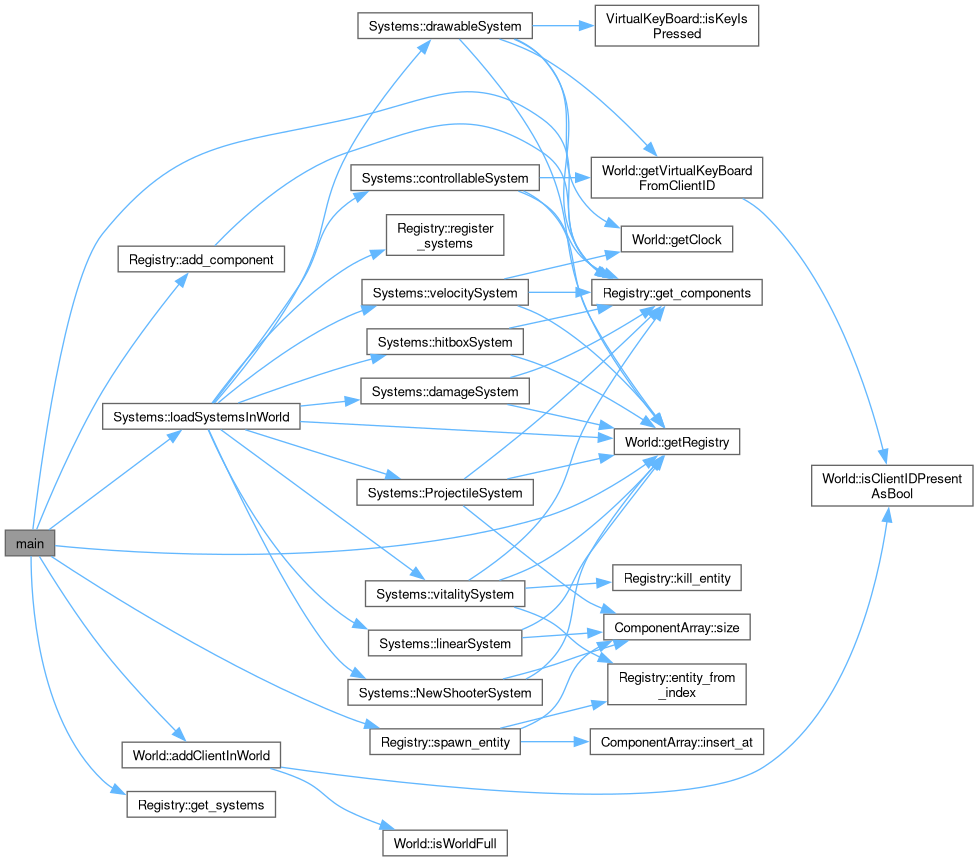 Systems::drawableSystem
VirtualKeyBoard::isKeyIs
Pressed
World::getVirtualKeyBoard
FromClientID
Systems::controllableSystem
Registry::register
_systems
World::getClock
Registry::add_component
Systems::velocitySystem
Registry::get_components
Systems::hitboxSystem
Systems::damageSystem
Systems::loadSystemsInWorld
World::getRegistry
Systems::ProjectileSystem
World::isClientIDPresent
AsBool
main
Registry::kill_entity
Systems::vitalitySystem
ComponentArray::size
Systems::linearSystem
Registry::entity_from
_index
Systems::NewShooterSystem
Registry::spawn_entity
ComponentArray::insert_at
World::addClientInWorld
Registry::get_systems
World::isWorldFull